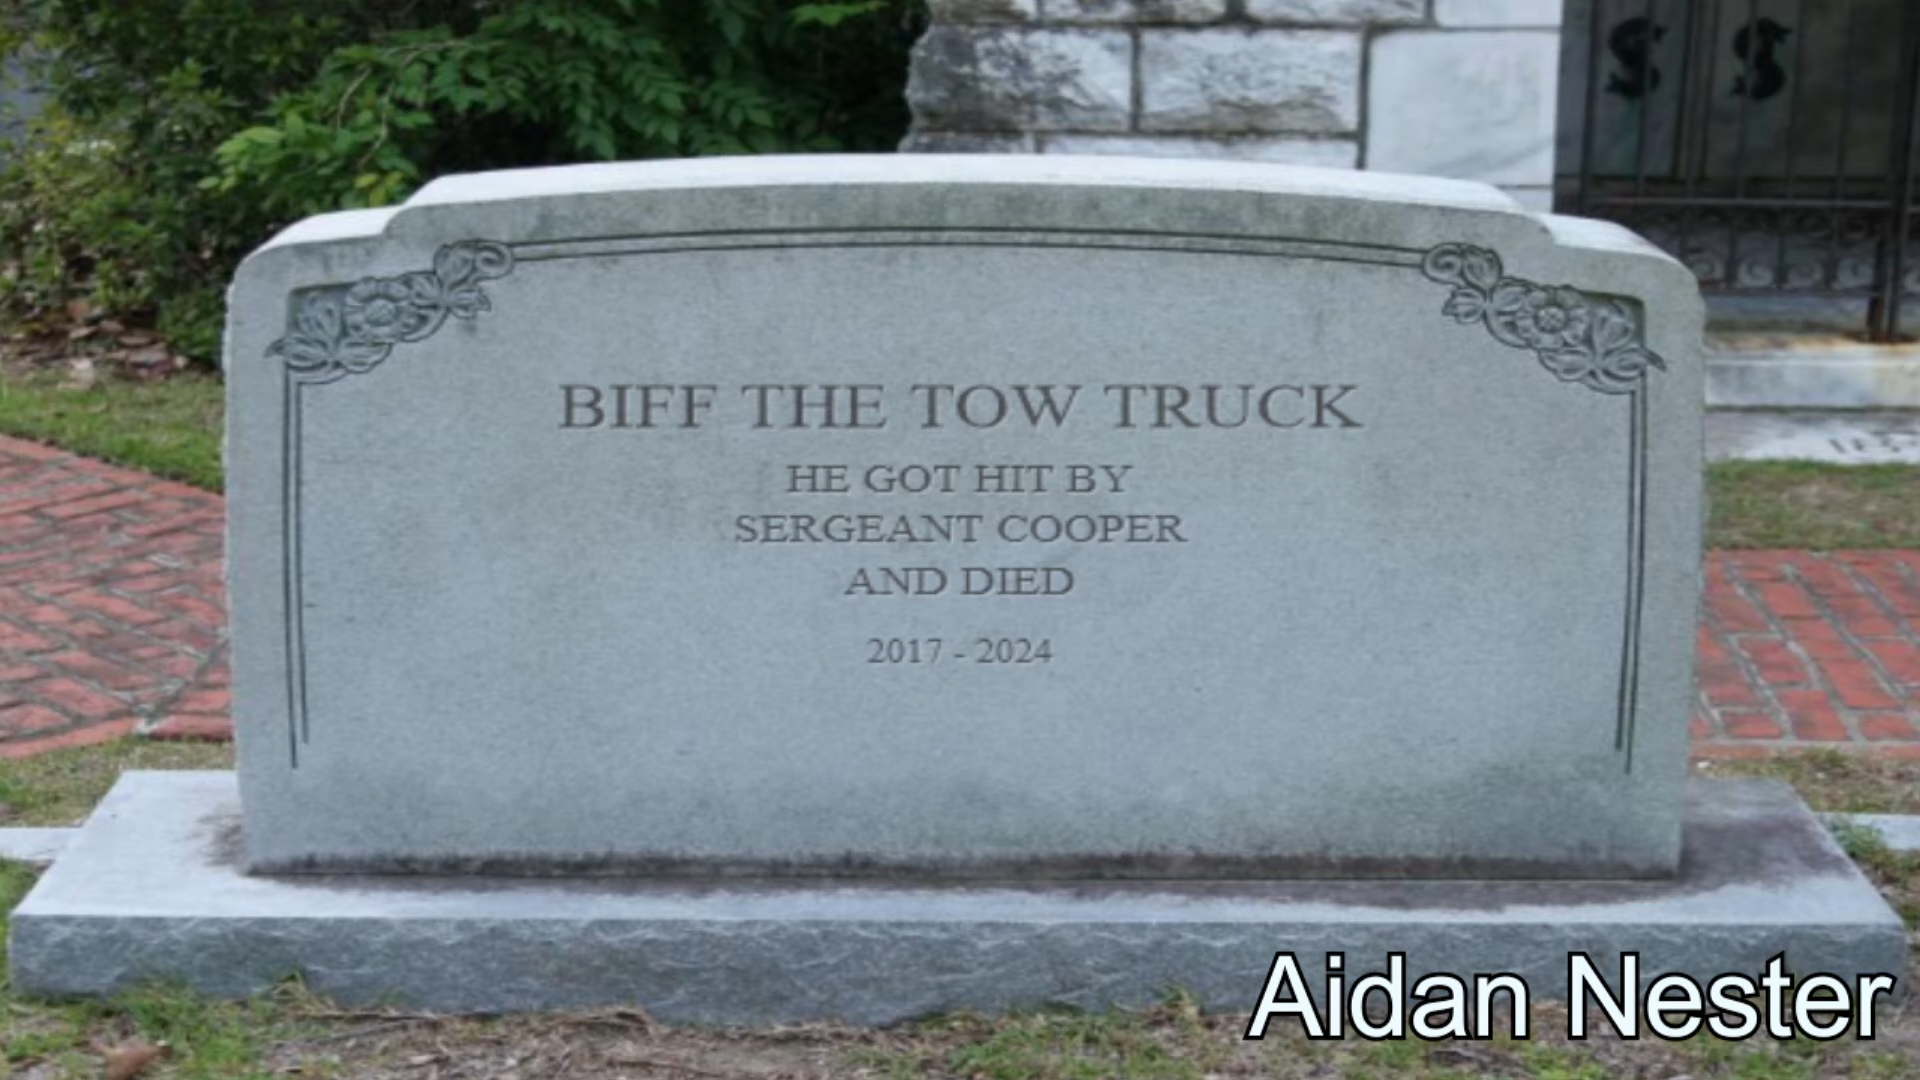 BIFF THE TOW TRUCK
HE GOT HIT BY
SERGEANT COOPER
AND DIED
2017 - 2024
Aidan Nester